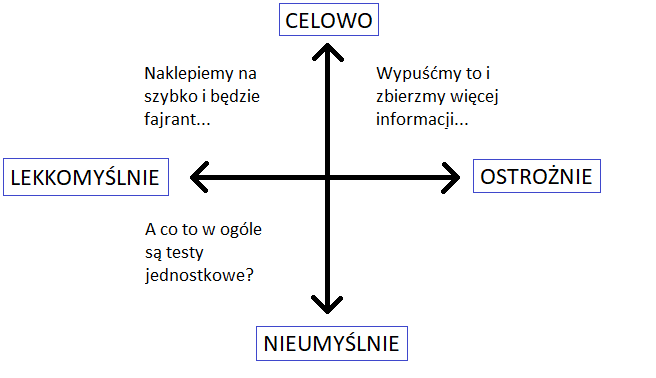 CELOWO
Naklepiemy na
szybko i będzie
fajrant...
Wypuśćmy to i
zbierzmy więcej
informacji...
LEKKOMYŚLNIE
OSTROŻNIE
A co to w ogóle
są testy
jednostkowe?
NIEUMYŚLNIE